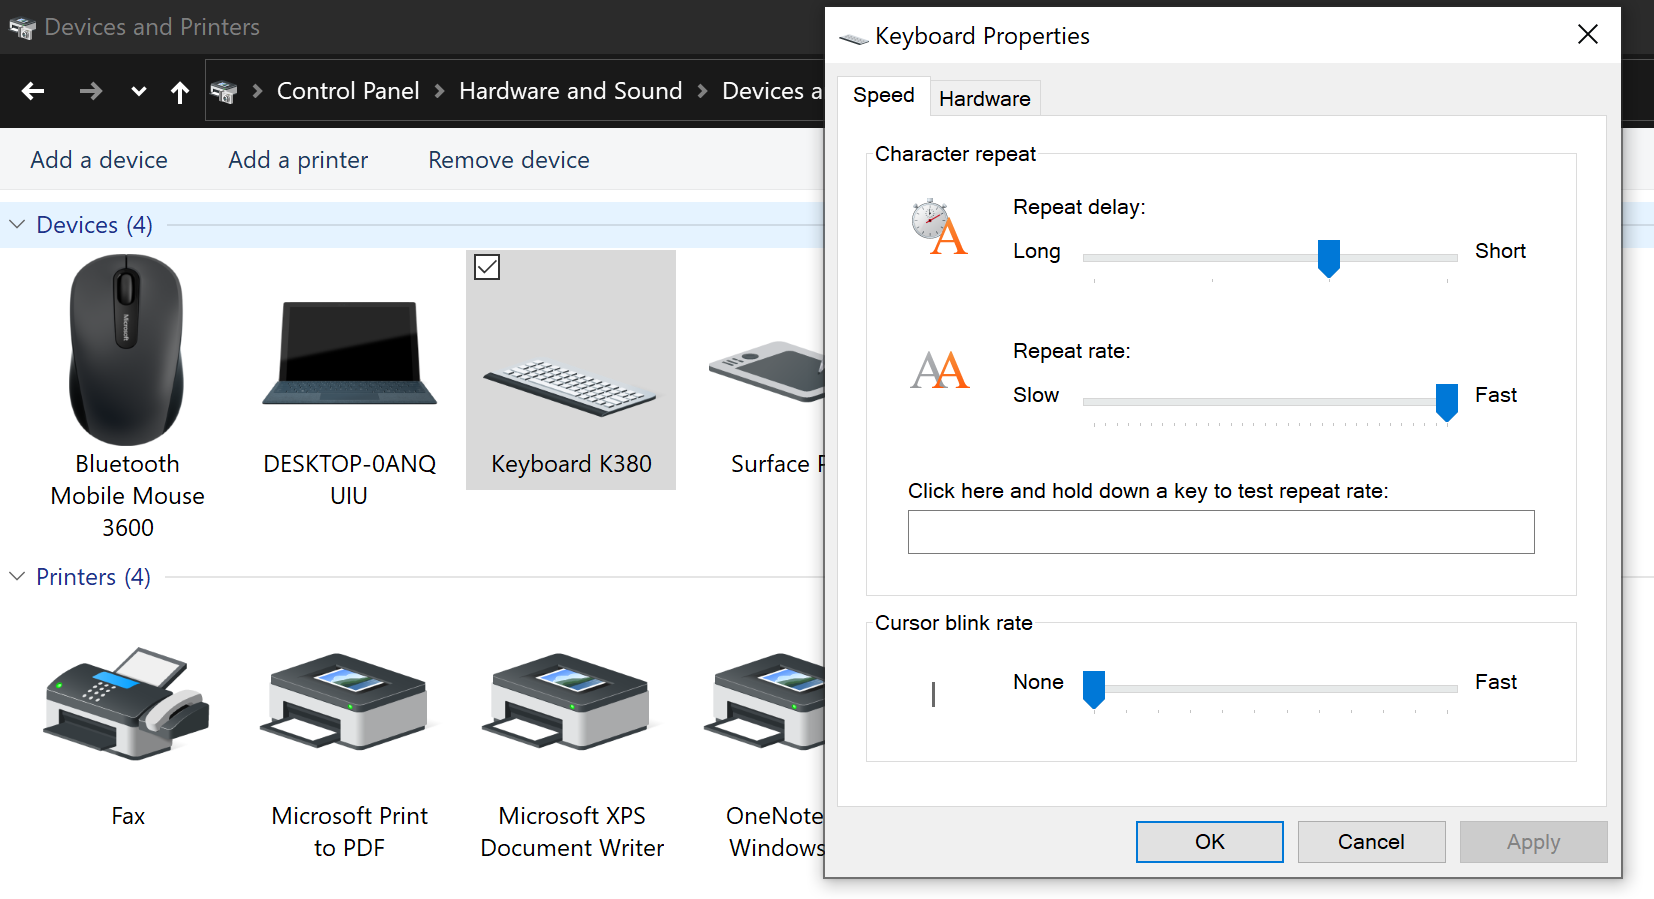 Devices and Printers
Control Panel
Hardware and Sound
Devices a
Add a device
Add a printer
Remove device
Devices (4)
Microsoft
Bluetooth
Mobile Mouse
3600
DESKTOP-0ANQ
UIU
Keyboard K380
Surface P
Printers (4)
Fax
Microsoft Print
to PDF
Microsoft XPS
Document Writer
OneNote
Windows
Keyboard Properties
Speed
Hardware
Character repeat
Repeat delay:
Long
Short
Repeat rate:
Slow
Fast
Click here and hold down a key to test repeat rate:
Cursor blink rate
None
Fast
OK
Cancel
Apply